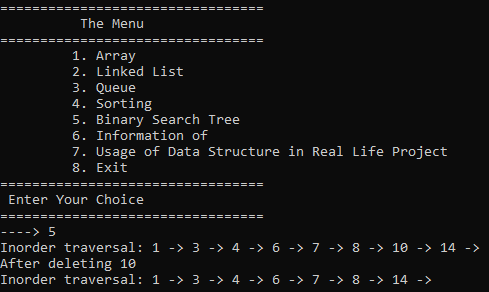 =================================
The Menu
=================================
1. Array
2. Linked List
3. Queue
4. Sorting
5. Binary Search Tree
6. Information of
7. Usage of Data Structure in Real Life Project
8. Exit
=================================
Enter Your Choice
=================================
----> 5
Inorder traversal: 1 -> 3 -> 4 -> 6 -> 7 -> 8 -> 10 -> 14 ->
After deleting 10
Inorder traversal: 1 -> 3 -> 4 -> 6 -> 7 -> 8 -> 14 ->